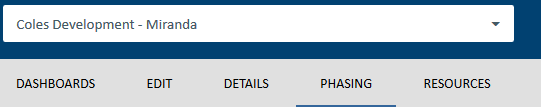 Coles Development - Miranda
DASHBOARDS EDIT DETAILS PHASING RESOURCES